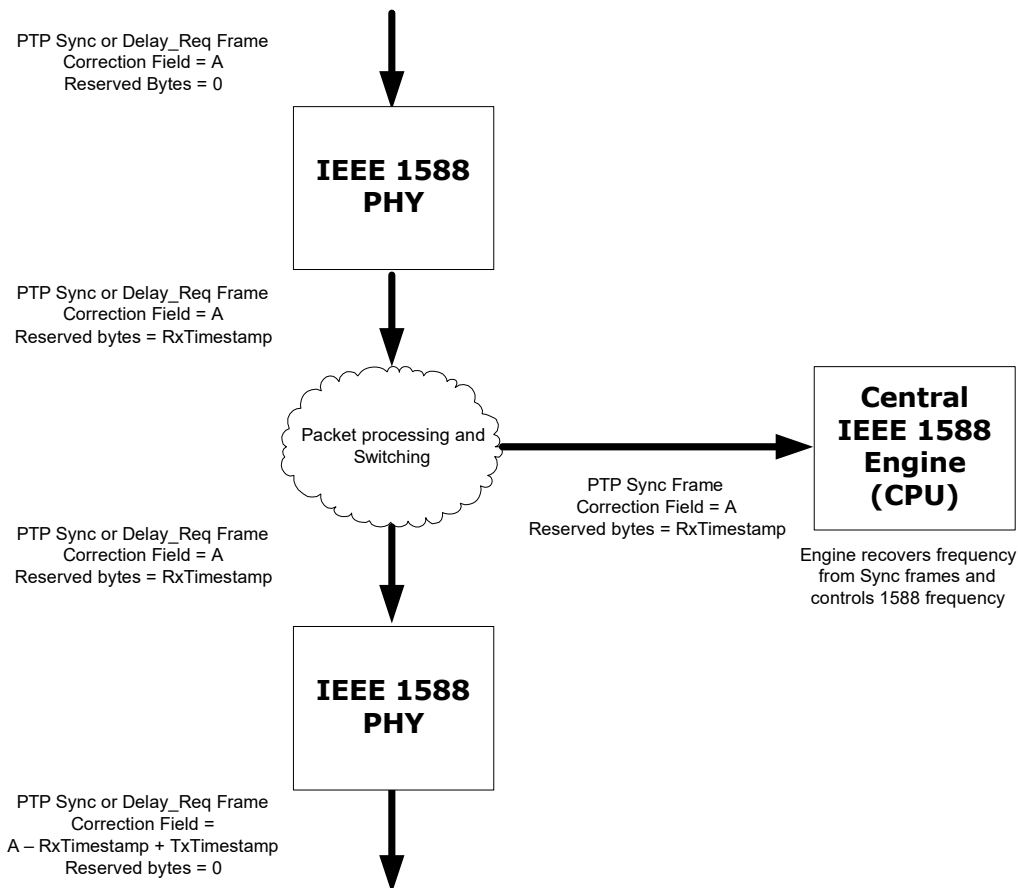 PTP Sync or Delay_Req Frame
Correction Field = A
Reserved Bytes = 0
IEEE 1588
PHY
PTP Sync or Delay_Req Frame
Correction Field = A
Reserved bytes = RxTimestamp
Packet processing and
Switching
PTP Sync Frame
Correction Field = A
Reserved bytes = RxTimestamp
Central
IEEE 1588
Engine
(CPU)
Engine recovers frequency
from Sync frames and
controls 1588 frequency
PTP Sync or Delay_Req Frame
Correction Field = A
Reserved bytes = RxTimestamp
IEEE 1588
PHY
PTP Sync or Delay_Req Frame
Correction Field =
A – RxTimestamp + TxTimestamp
Reserved bytes = 0